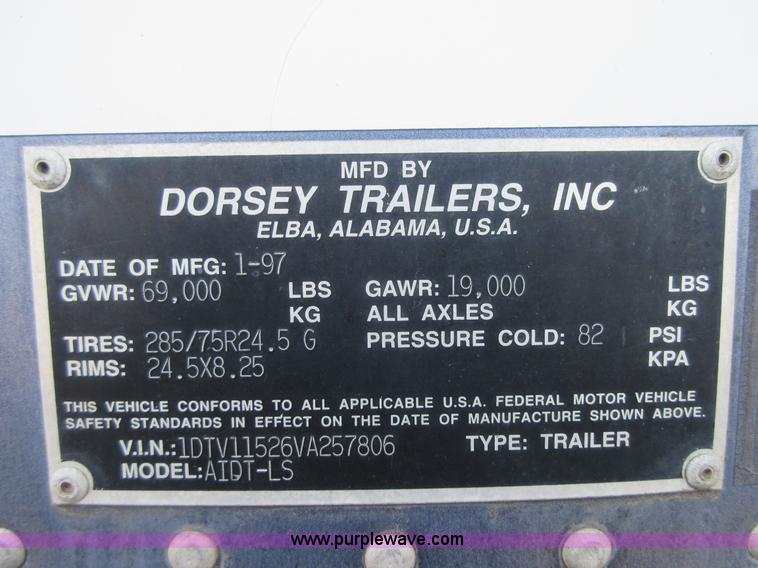 MFD BY
DORSEY TRAILERS, INC
ELBA, ALABAMA, U.S.A.
DATE OF MFG: 1-97
GVWR: 69,000 LBS GAWR: 19,000 LBS
KG ALL AXLES KG
TIRES: 285/75R24.5 G PRESSURE COLD: 82 PSI
RIMS: 24.5X8.25 KPA
THIS VEHICLE CONFORMS TO ALL APPLICABLE U.S.A. FEDERAL MOTOR VEHICLE
SAFETY STANDARDS IN EFFECT ON THE DATE OF MANUFACTURE SHOWN ABOVE.
V.I.N.: 1DTV11526VA257806 TYPE: TRAILER
MODEL: AIDT-LS
www.purplewave.com